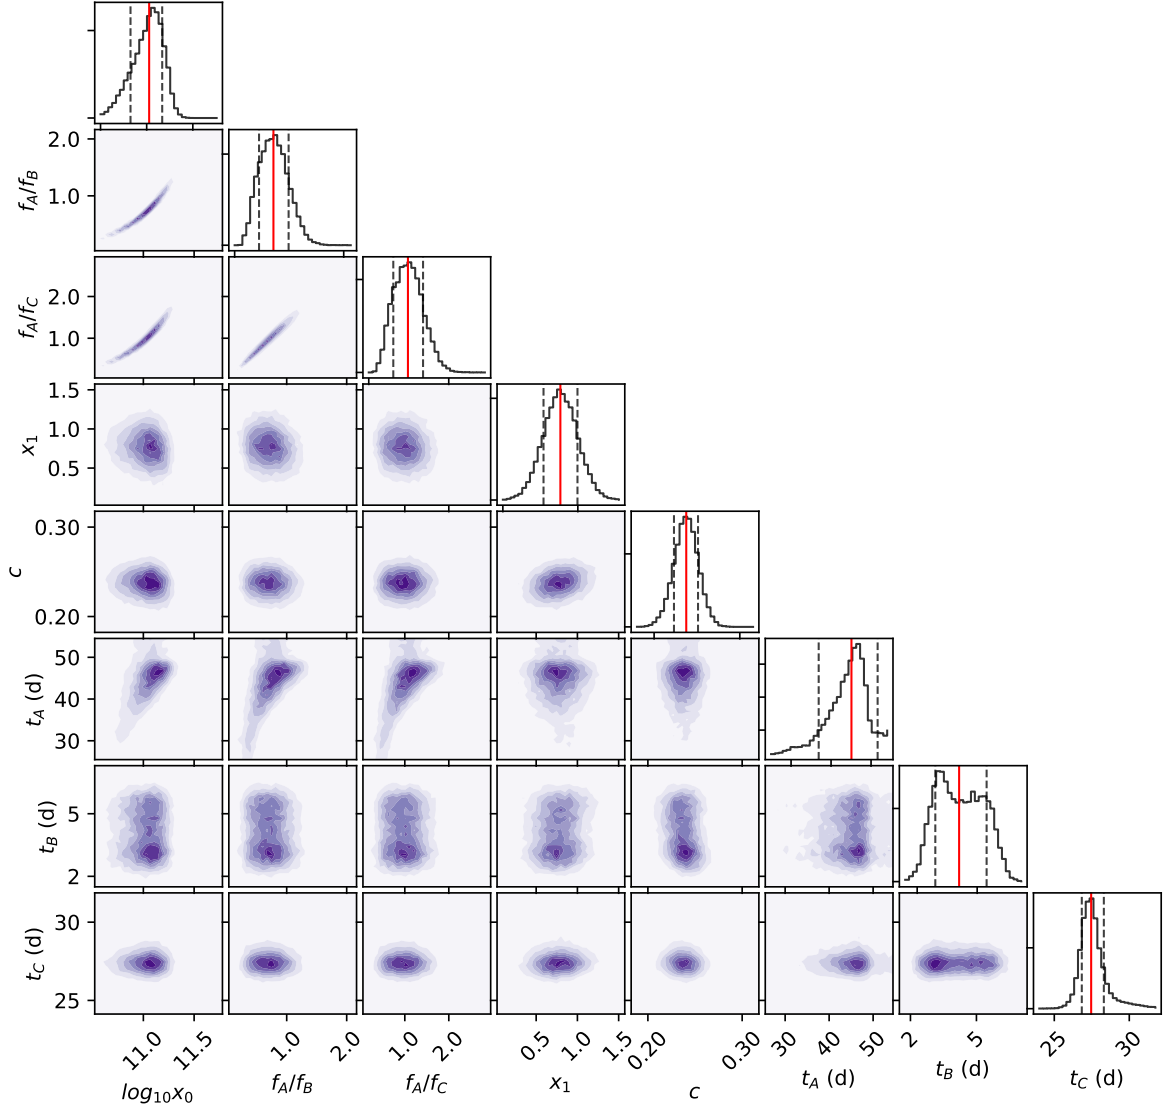 2.0
1.0
f_A/f_B
2.0
1.0
f_A/f_C
1.5
1.0
0.5
x_1
0.30
0.20
c
50
40
30
t_A (d)
5
2
t_B (d)
30
25
t_C (d)
11.0 11.5
log_{10}x_0
1.0 2.0
f_A/f_B
1.0 2.0
f_A/f_C
0.5 1.0 1.5
x_1
0.20 0.30
c
30 40 50
t_A (d)
2 5
t_B (d)
25 30
t_C (d)